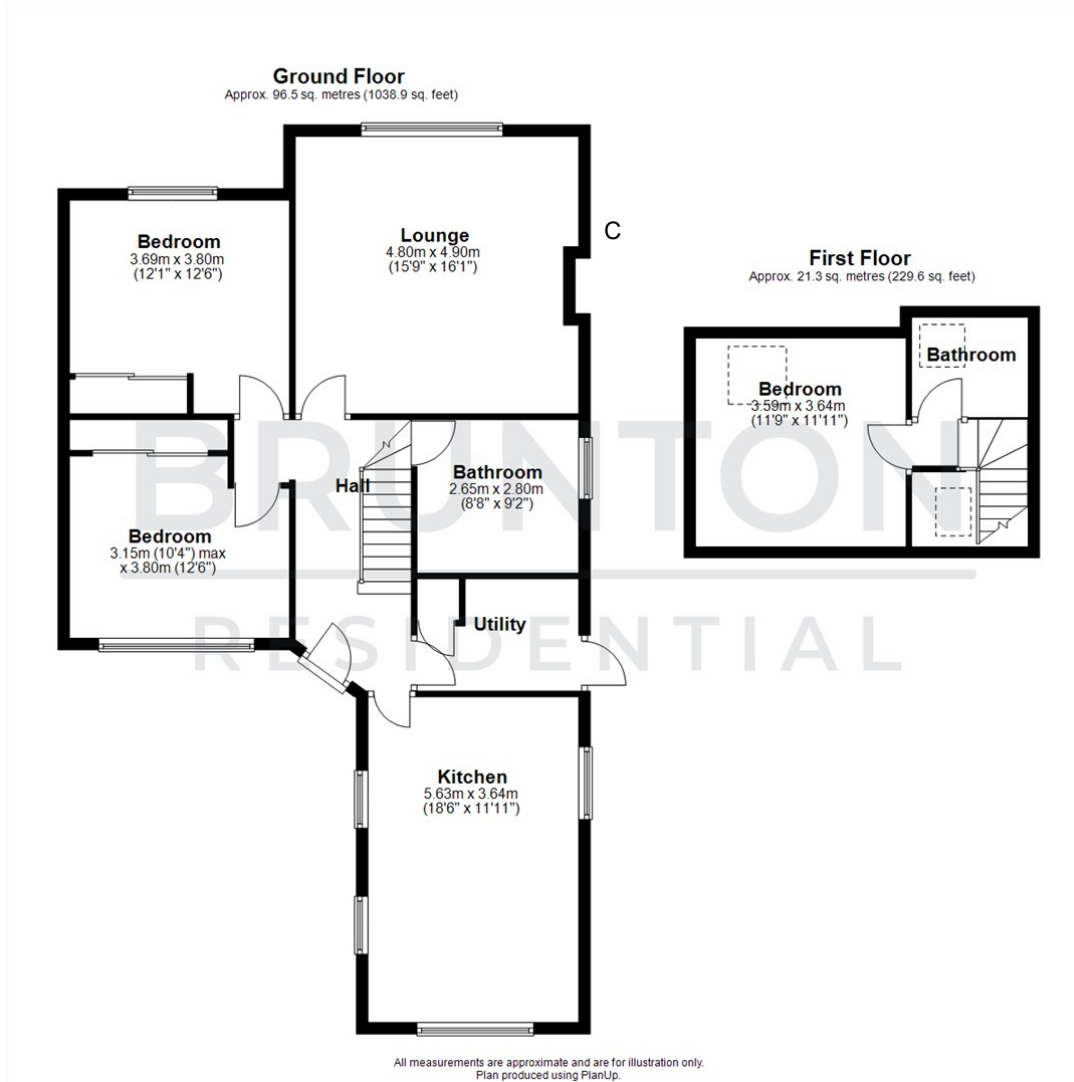 Ground Floor
Approx. 96.5 sq. metres (1038.9 sq. feet)
Bedroom
3.69m x 3.80m
(12'1" x 12'6")
Lounge
4.80m x 4.90m
(15'9" x 16'1")
C
First Floor
Approx. 21.3 sq. metres (229.6 sq. feet)
Bathroom
Bedroom
3.59m x 3.64m
(11'9" x 11'11")
BRUNTON
RESIDENTIAL
Hall
Bathroom
2.65m x 2.80m
(8'8" x 9'2")
Bedroom
3.15m (10'4") max
x 3.80m (12'6")
Utility
Kitchen
5.63m x 3.64m
(18'6" x 11'11")
All measurements are approximate and are for illustration only.
Plan produced using PlanUp.